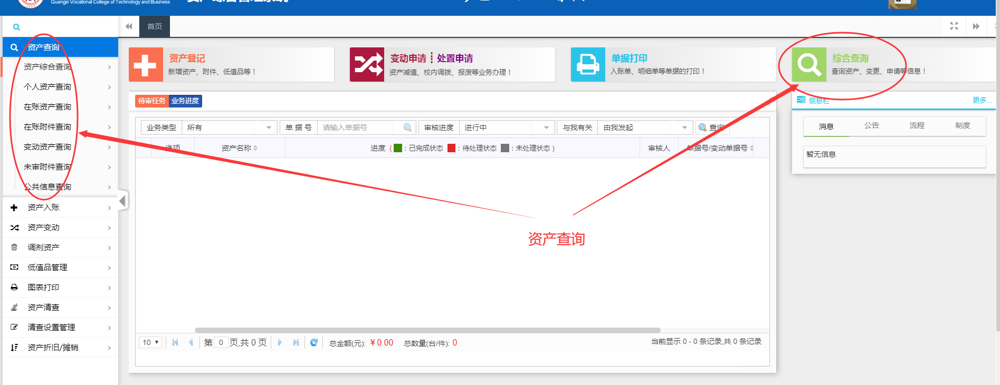 Guangxi Vocational College of Technology and Business
资产综合管理系统
首页
资产查询
资产综合查询
个人资产查询
在账资产查询
在账附件查询
变动资产查询
未审附件查询
公共信息查询
资产入账
资产变动
调剂资产
低值品管理
图表打印
资产清查
清查设置管理
资产折旧/摊销
资产登记
新增资产、附件、低值品等！
变动申请┊处置申请
资产减值、校内调拨、报废等业务办理！
单据打印
入账单、明细单等单据的打印！
综合查询
查询资产、变更、申请等信息！
待审任务 业务进度
业务类型 所有 单 据 号 请输入单据号 审核进度 进行中 与我有关 由我发起 查询
选项 资产名称 进度 (■: 已完成状态 ■: 待处理状态 ■: 未处理状态 ) 审核人 单据号/变动单据号
资产查询
10 第 0 页,共 0 页 总金额(元): ¥ 0.00 总数量(台/件): 0 当前显示 0 - 0 条记录,共 0 条记录
信息栏 更多...
消息 公告 流程 制度
暂无信息